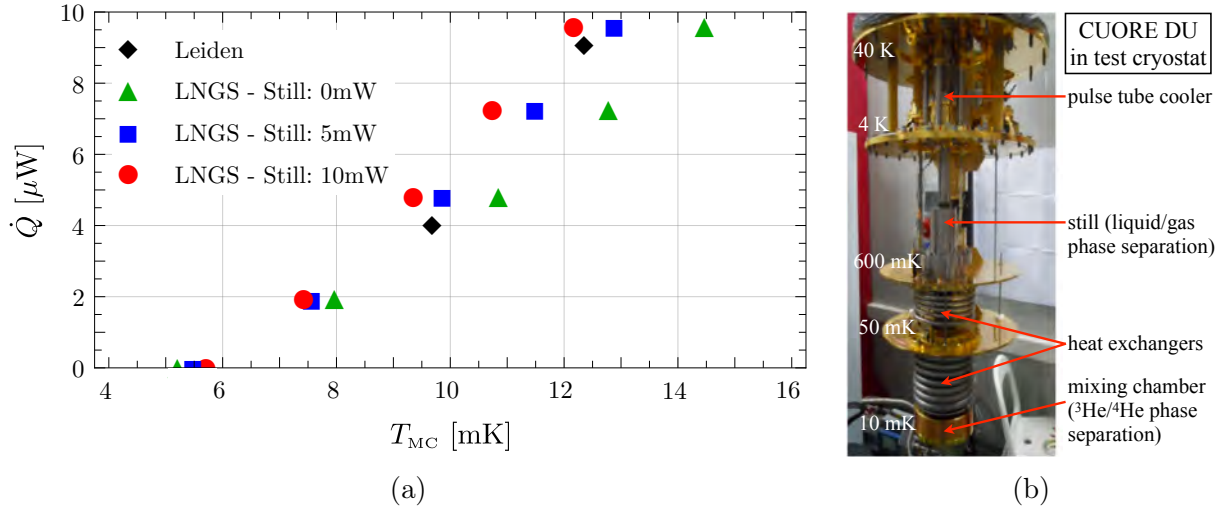 10
8
6
4
2
0
Q̇ [μW]
Leiden
LNGS - Still: 0mW
LNGS - Still: 5mW
LNGS - Still: 10mW
4
6
8
10
12
14
16
T_MC [mK]
(a)
40 K
4 K
600 mK
50 mK
10 mK
CUORE DU
in test cryostat
pulse tube cooler
still (liquid/gas
phase separation)
heat exchangers
mixing chamber
(³He/⁴He phase
separation)
(b)